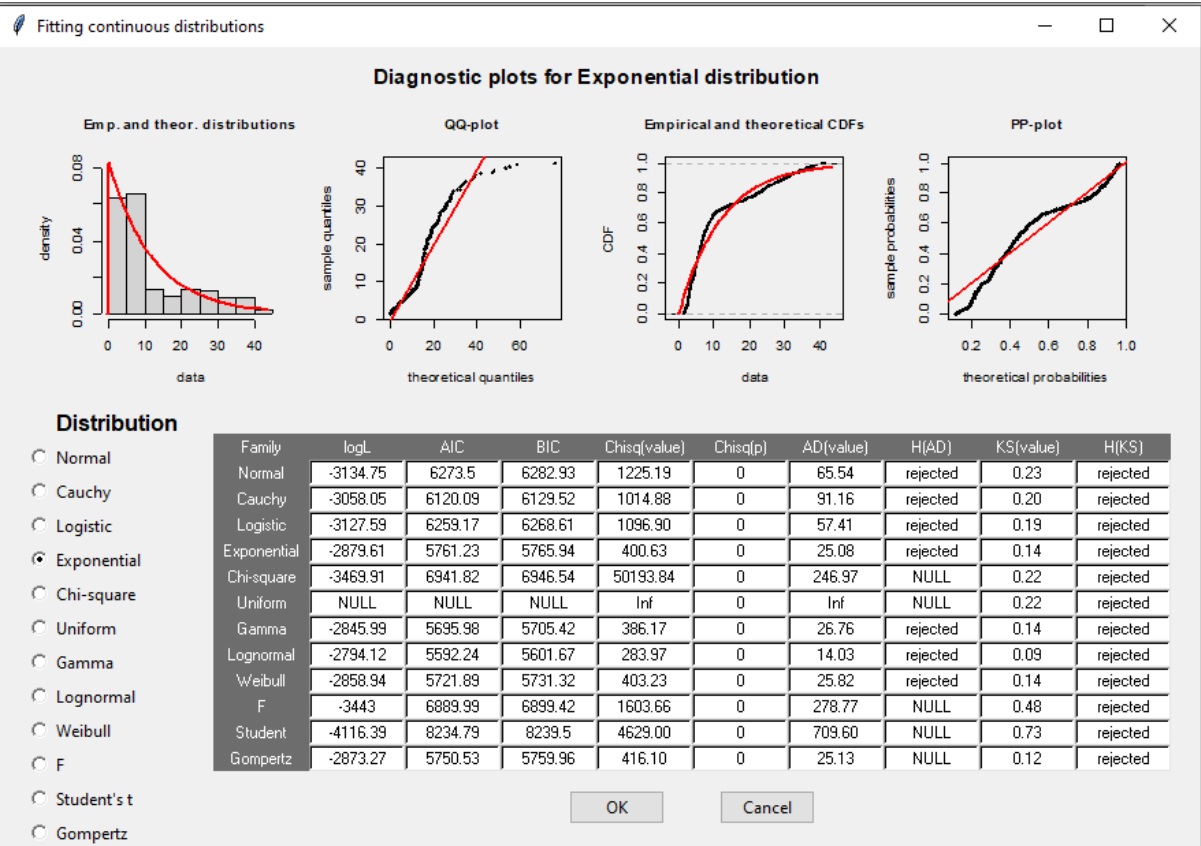 Fitting continuous distributions
Diagnostic plots for Exponential distribution
Emp. and theor. distributions QQ-plot Empirical and theoretical CDFs PP-plot
density
0.00 0.04 0.08
0 10 20 30 40
data
sample quantiles
0 10 20 30 40
0 20 40 60
theoretical quantiles
CDF
0.0 0.2 0.4 0.6 0.8 1.0
0 10 20 30 40
data
sample probabilities
0.0 0.2 0.4 0.6 0.8 1.0
0.2 0.4 0.6 0.8 1.0
theoretical probabilities
Distribution
Normal
Cauchy
Logistic
Exponential
Chi-square
Uniform
Gamma
Lognormal
Weibull
F
Student's t
Gompertz
Family logL AIC BIC Chisq(value) Chisq(p) AD(value) H(AD) KS(value) H(KS)
Normal -3134.75 6273.5 6282.93 1225.19 0 65.54 rejected 0.23 rejected
Cauchy -3058.05 6120.09 6129.52 1014.88 0 91.16 rejected 0.20 rejected
Logistic -3127.59 6259.17 6268.61 1096.90 0 57.41 rejected 0.19 rejected
Exponential -2879.61 5761.23 5765.94 400.63 0 25.08 rejected 0.14 rejected
Chi-square -3469.91 6941.82 6946.54 50193.84 0 246.97 NULL 0.22 rejected
Uniform NULL NULL NULL Inf 0 Inf NULL 0.22 rejected
Gamma -2845.99 5695.98 5705.42 386.17 0 26.76 rejected 0.14 rejected
Lognormal -2794.12 5592.24 5601.67 283.97 0 14.03 rejected 0.09 rejected
Weibull -2858.94 5721.89 5731.32 403.23 0 25.82 rejected 0.14 rejected
F -3443 6889.99 6899.42 1603.66 0 278.77 NULL 0.48 rejected
Student -4116.39 8234.79 8239.5 4629.00 0 709.60 NULL 0.73 rejected
Gompertz -2873.27 5750.53 5759.96 416.10 0 25.13 NULL 0.12 rejected
OK Cancel